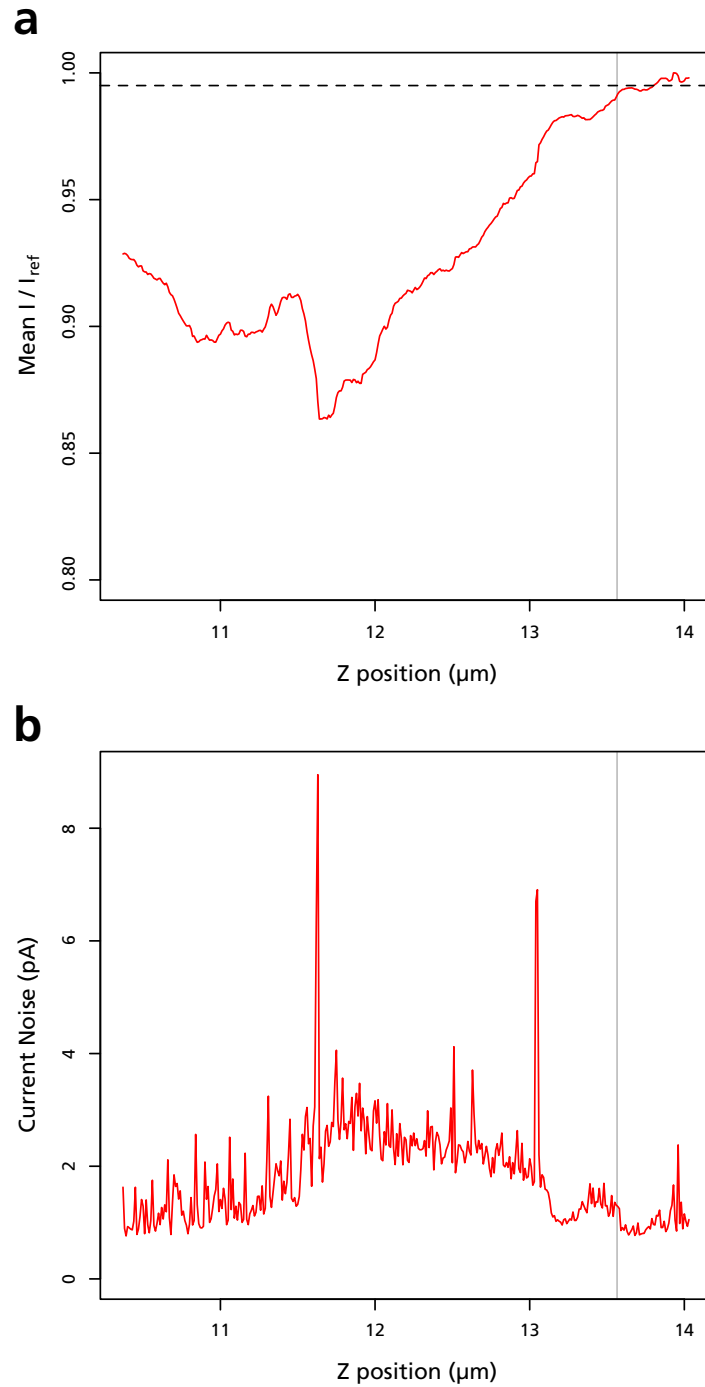 a
1.00
0.95
0.90
0.85
0.80
Mean I / Iref
11 12 13 14
Z position (µm)
b
8
6
4
2
0
Current Noise (pA)
11 12 13 14
Z position (µm)